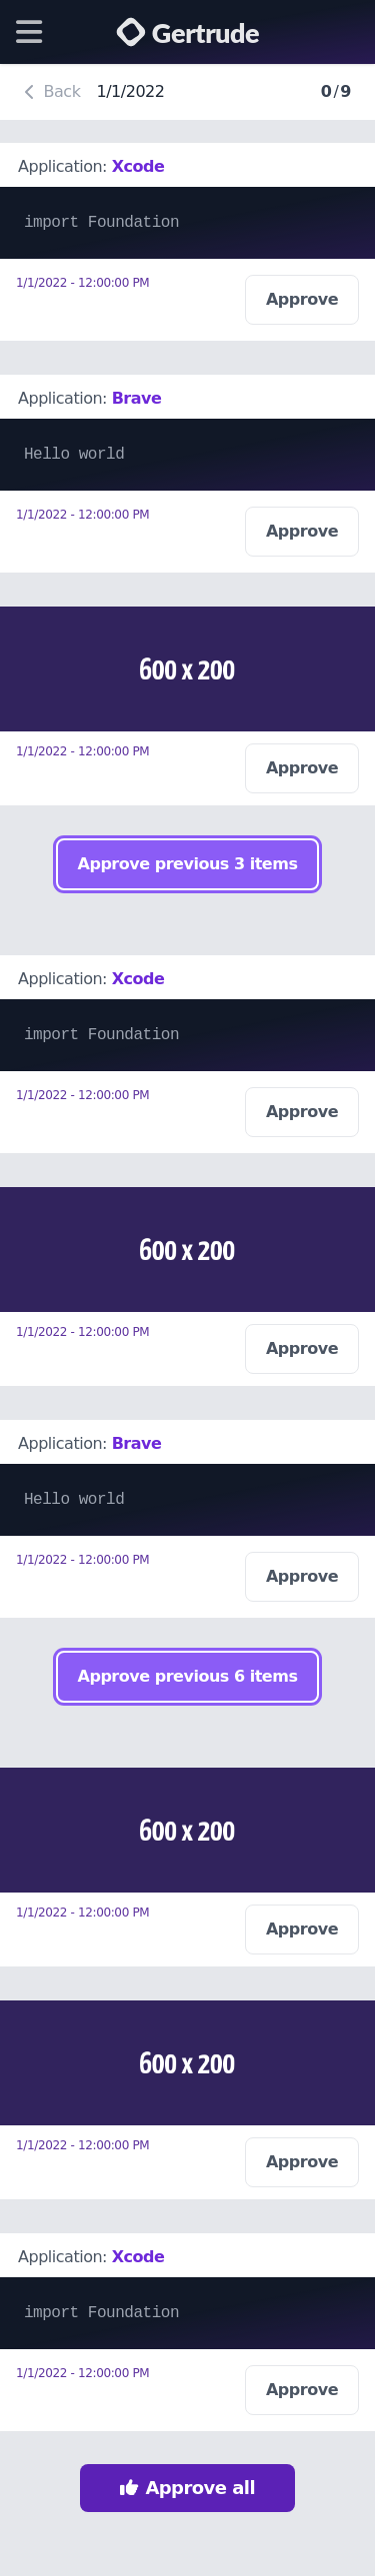 Gertrude
Back 1/1/2022 0/9
Application: Xcode
import Foundation
1/1/2022 - 12:00:00 PM
Approve
Application: Brave
Hello world
1/1/2022 - 12:00:00 PM
Approve
600 x 200
1/1/2022 - 12:00:00 PM
Approve
Approve previous 3 items
Application: Xcode
import Foundation
1/1/2022 - 12:00:00 PM
Approve
600 x 200
1/1/2022 - 12:00:00 PM
Approve
Application: Brave
Hello world
1/1/2022 - 12:00:00 PM
Approve
Approve previous 6 items
600 x 200
1/1/2022 - 12:00:00 PM
Approve
600 x 200
1/1/2022 - 12:00:00 PM
Approve
Application: Xcode
import Foundation
1/1/2022 - 12:00:00 PM
Approve
Approve all